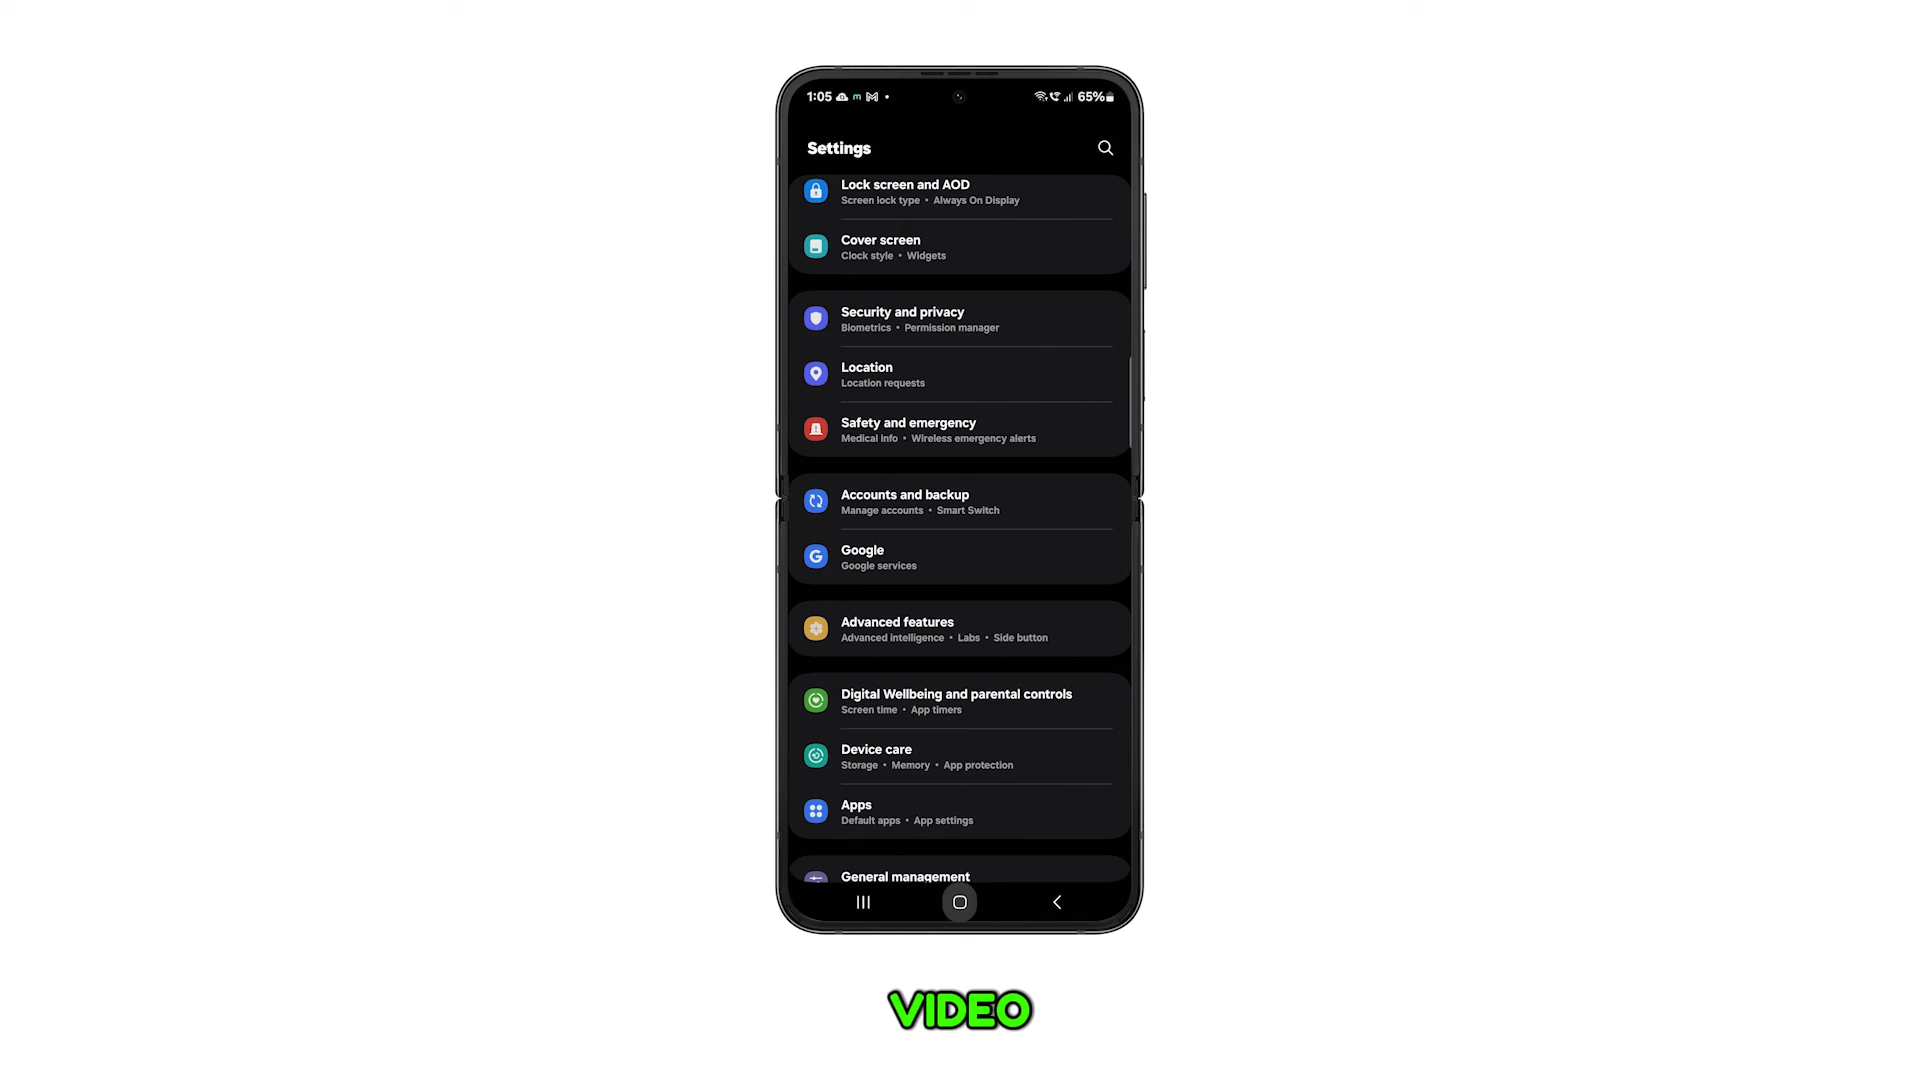 1:05
65%
Settings
Lock screen and AOD
Screen lock type • Always On Display
Cover screen
Clock style • Widgets
Security and privacy
Biometrics • Permission manager
Location
Location requests
Safety and emergency
Medical info • Wireless emergency alerts
Accounts and backup
Manage accounts • Smart Switch
Google
Google services
Advanced features
Advanced intelligence • Labs • Side button
Digital Wellbeing and parental controls
Screen time • App timers
Device care
Storage • Memory • App protection
Apps
Default apps • App settings
General management
VIDEO